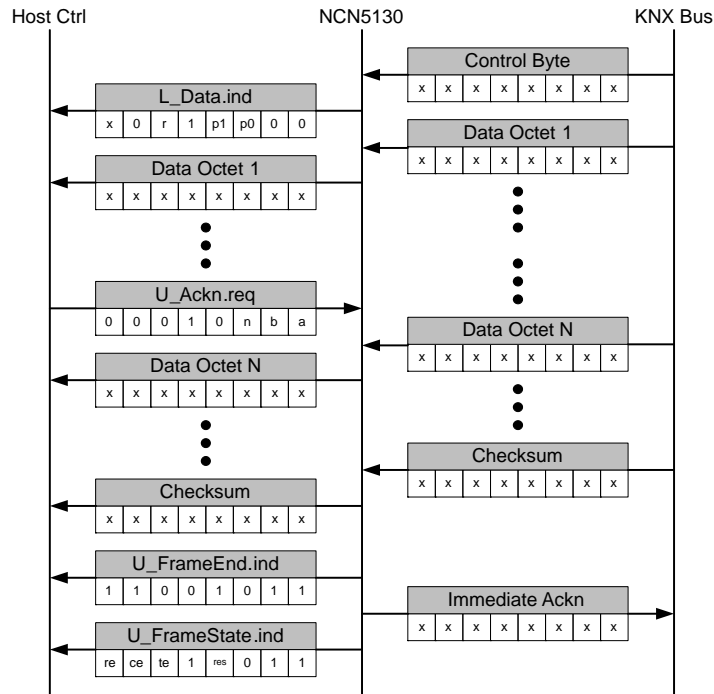 Host Ctrl NCN5130 KNX Bus
Control Byte
x x x x x x x x
L_Data.ind
x 0 r 1 p1 p0 0 0
Data Octet 1
x x x x x x x x
Data Octet 1
x x x x x x x x
U_Ackn.req
0 0 0 1 0 n b a
Data Octet N
x x x x x x x x
Data Octet N
x x x x x x x x
Checksum
x x x x x x x x
Checksum
x x x x x x x x
U_FrameEnd.ind
1 1 0 0 1 0 1 1
Immediate Ackn
x x x x x x x x
U_FrameState.ind
re ce te 1 res 0 1 1